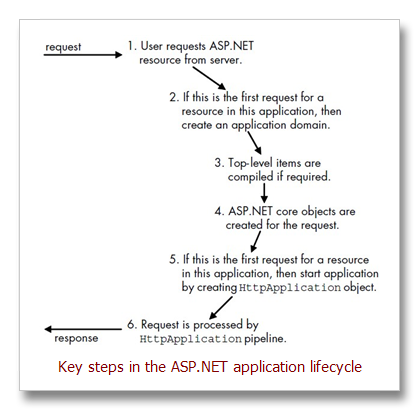 request
1. User requests ASP.NET
resource from server.
2. If this is the first request for a
resource in this application, then
create an application domain.
3. Top-level items are
compiled if required.
4. ASP.NET core objects are
created for the request.
5. If this is the first request for a resource
in this application, then start application
by creating HttpApplication object.
6. Request is processed by
HttpApplication pipeline.
response
Key steps in the ASP.NET application lifecycle